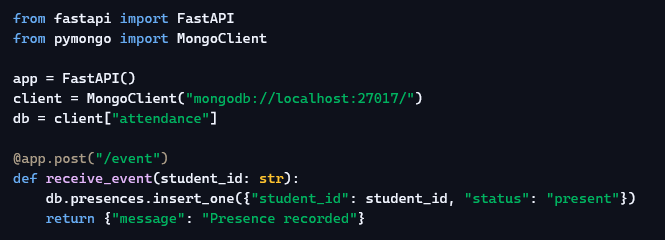 from fastapi import FastAPI
from pymongo import MongoClient

app = FastAPI()
client = MongoClient("mongodb://localhost:27017/")
db = client["attendance"]

@app.post("/event")
def receive_event(student_id: str):
    db.presences.insert_one({"student_id": student_id, "status": "present"})
    return {"message": "Presence recorded"}